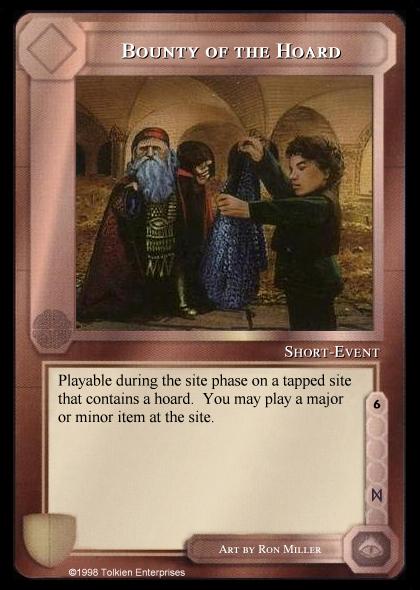 Bounty of the Hoard
Short-Event
Playable during the site phase on a tapped site
that contains a hoard. You may play a major
or minor item at the site.
6
ᛞ
Art by Ron Miller
©1998 Tolkien Enterprises